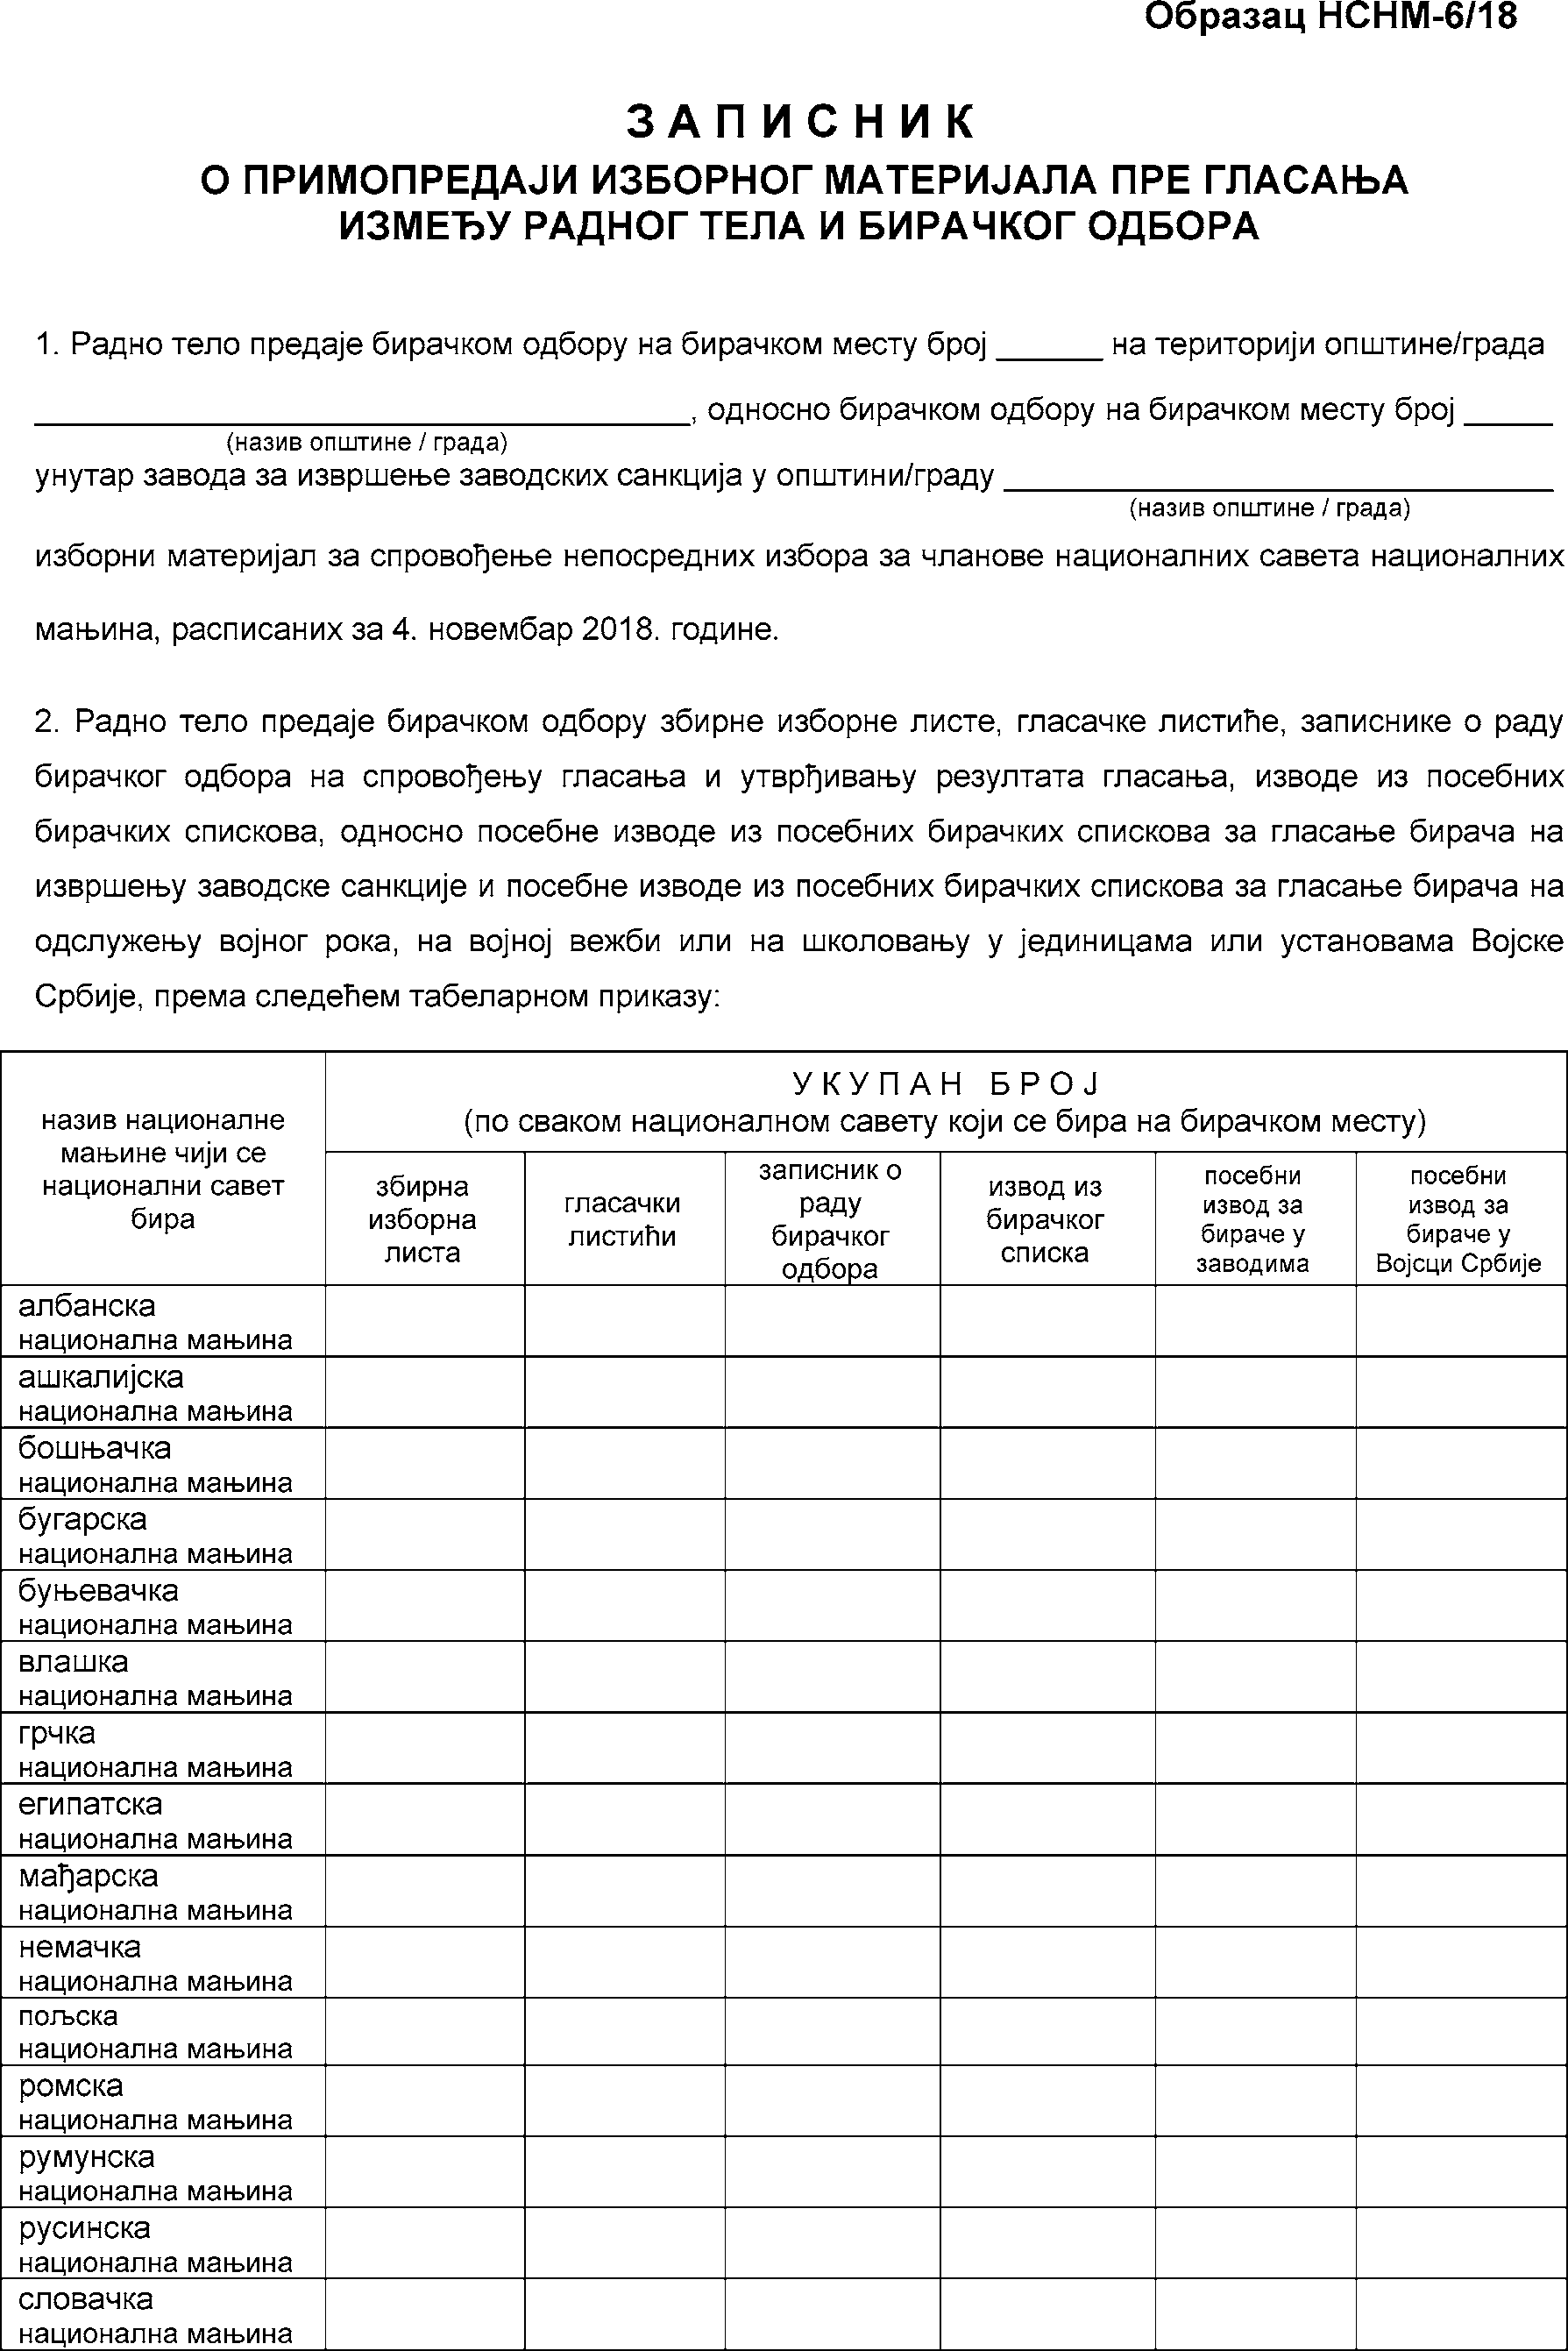 Образац НСНМ-6/18
З А П И С Н И К
О ПРИМОПРЕДАЈИ ИЗБОРНОГ МАТЕРИЈАЛА ПРЕ ГЛАСАЊА
ИЗМЕЂУ РАДНОГ ТЕЛА И БИРАЧКОГ ОДБОРА
1. Радно тело предаје бирачком одбору на бирачком месту број ______ на територији општине/града
____________________________________, односно бирачком одбору на бирачком месту број _____
(назив општине / града)
унутар завода за извршење заводских санкција у општини/граду ______________________________
(назив општине / града)
изборни материјал за спровођење непосредних избора за чланове националних савета националних
мањина, расписаних за 4. новембар 2018. године.
2. Радно тело предаје бирачком одбору збирне изборне листе, гласачке листиће, записнике о раду
бирачког одбора на спровођењу гласања и утврђивању резултата гласања, изводе из посебних
бирачких спискова, односно посебне изводе из посебних бирачких спискова за гласање бирача на
извршењу заводске санкције и посебне изводе из посебних бирачких спискова за гласање бирача на
одслужењу војног рока, на војној вежби или на школовању у јединицама или установама Војске
Србије, према следећем табеларном приказу:
назив националне
мањине чији се
национални савет
бира
У К У П А Н   Б Р О Ј
(по сваком националном савету који се бира на бирачком месту)
збирна
изборна
листа
гласачки
листићи
записник о
раду
бирачког
одбора
извод из
бирачког
списка
посебни
извод за
бираче у
заводима
посебни
извод за
бираче у
Војсци Србије
албанска
национална мањина
ашкалијска
национална мањина
бошњачка
национална мањина
бугарска
национална мањина
буњевачка
национална мањина
влашка
национална мањина
грчка
национална мањина
египатска
национална мањина
мађарска
национална мањина
немачка
национална мањина
пољска
национална мањина
ромска
национална мањина
румунска
национална мањина
русинска
национална мањина
словачка
национална мањина